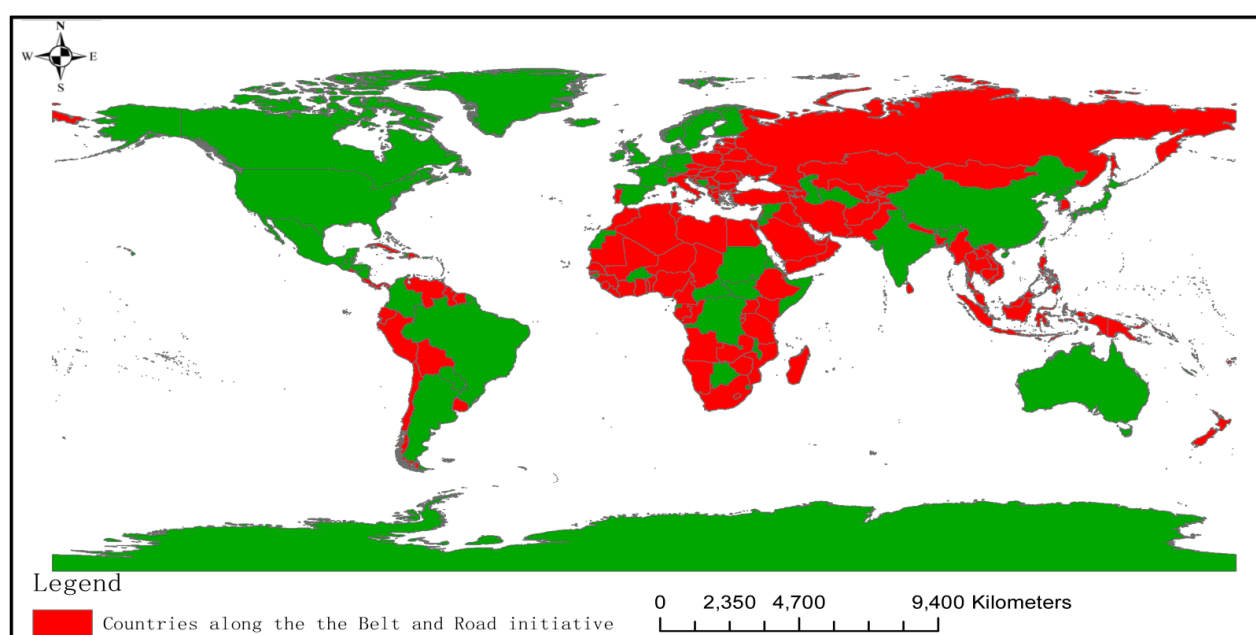 N
W E
S
Legend
Countries along the the Belt and Road initiative
0 2,350 4,700 9,400 Kilometers